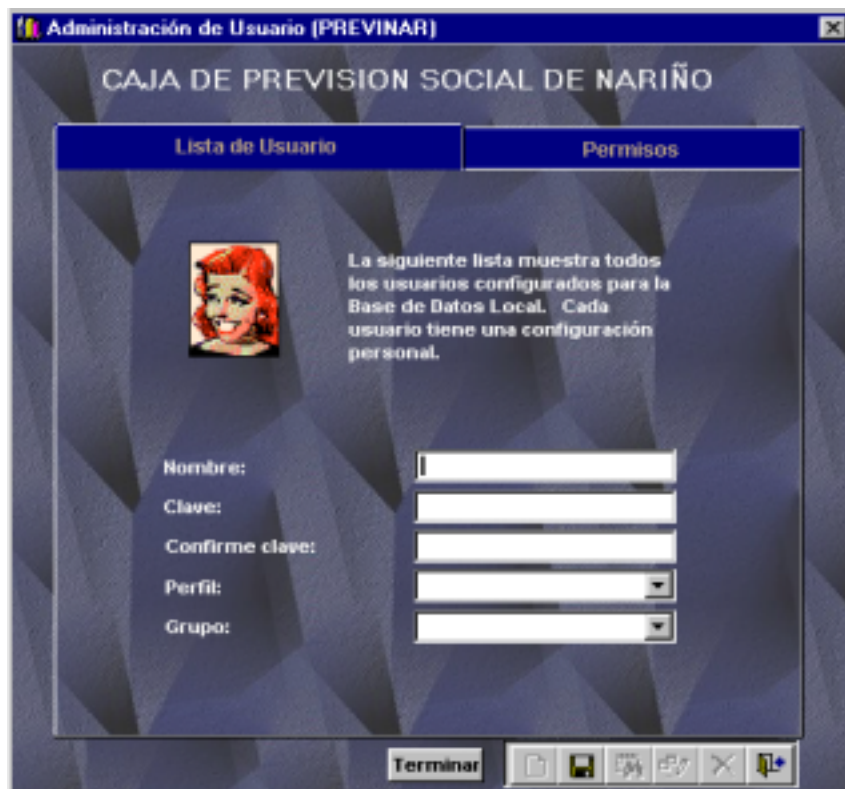 Administración de Usuario (PREVINAR)
CAJA DE PREVISION SOCIAL DE NARIÑO
Lista de Usuario
Permisos
La siguiente lista muestra todos
los usuarios configurados para la
Base de Datos Local. Cada
usuario tiene una configuración
personal.
Nombre:
Clave:
Confirme clave:
Perfil:
Grupo:
Terminar